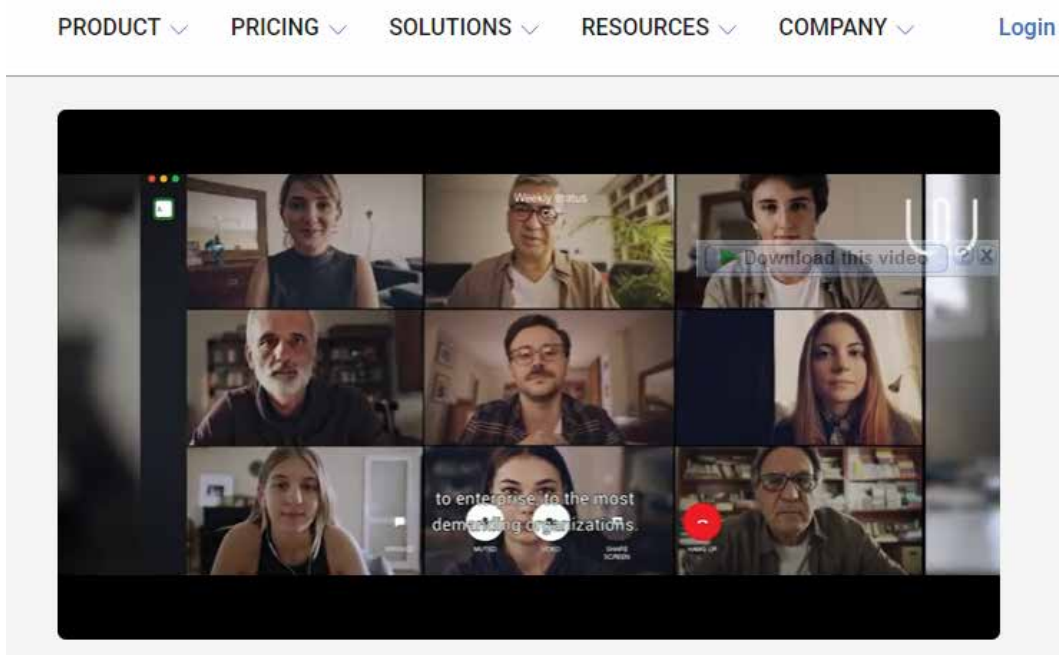 PRODUCT PRICING SOLUTIONS RESOURCES COMPANY Login
Weekly Status
Download this video ? X
to enterprise, to the most
demanding organizations.
MUTED VIDEO SHARE HANG UP
SCREEN